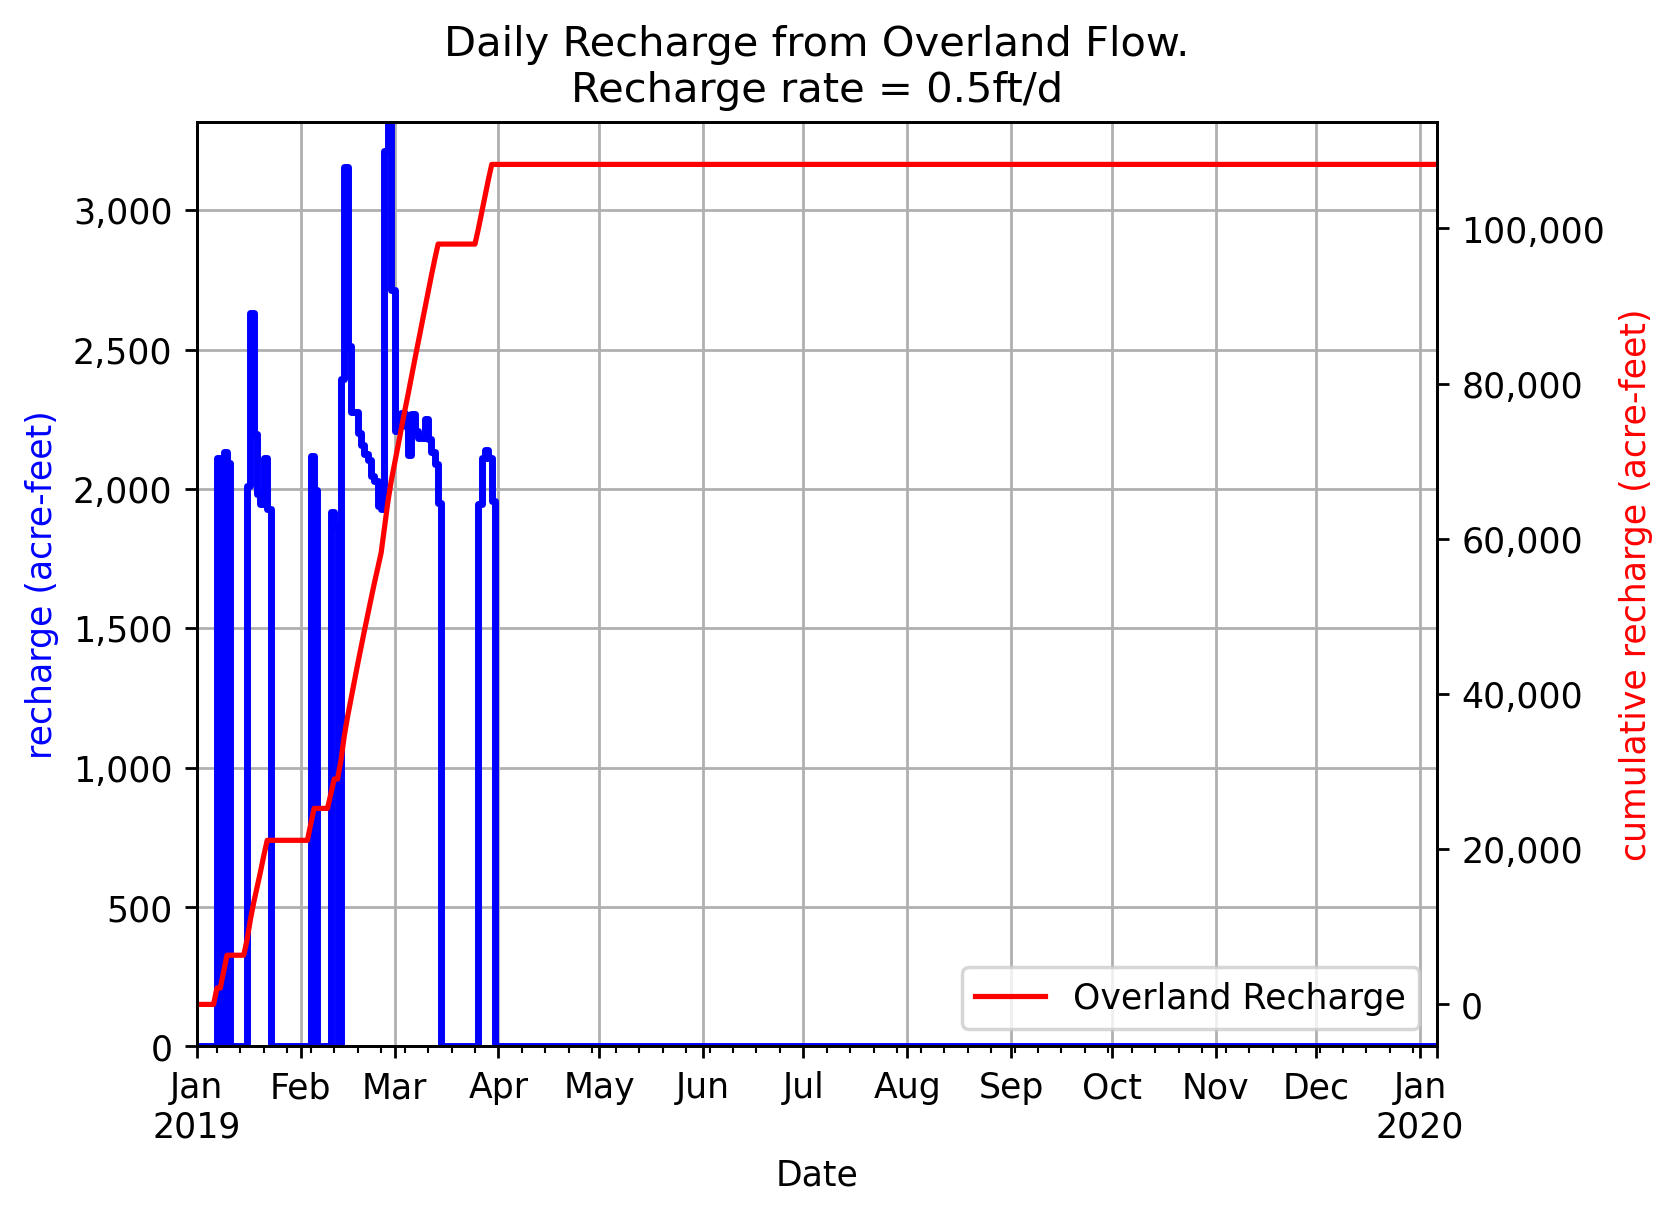 Daily Recharge from Overland Flow.
Recharge rate = 0.5ft/d
recharge (acre-feet)
3,000
2,500
2,000
1,500
1,000
500
0
100,000
80,000
60,000
40,000
20,000
0
cumulative recharge (acre-feet)
Overland Recharge
Jan Feb Mar Apr May Jun Jul Aug Sep Oct Nov Dec Jan
2019 2020
Date